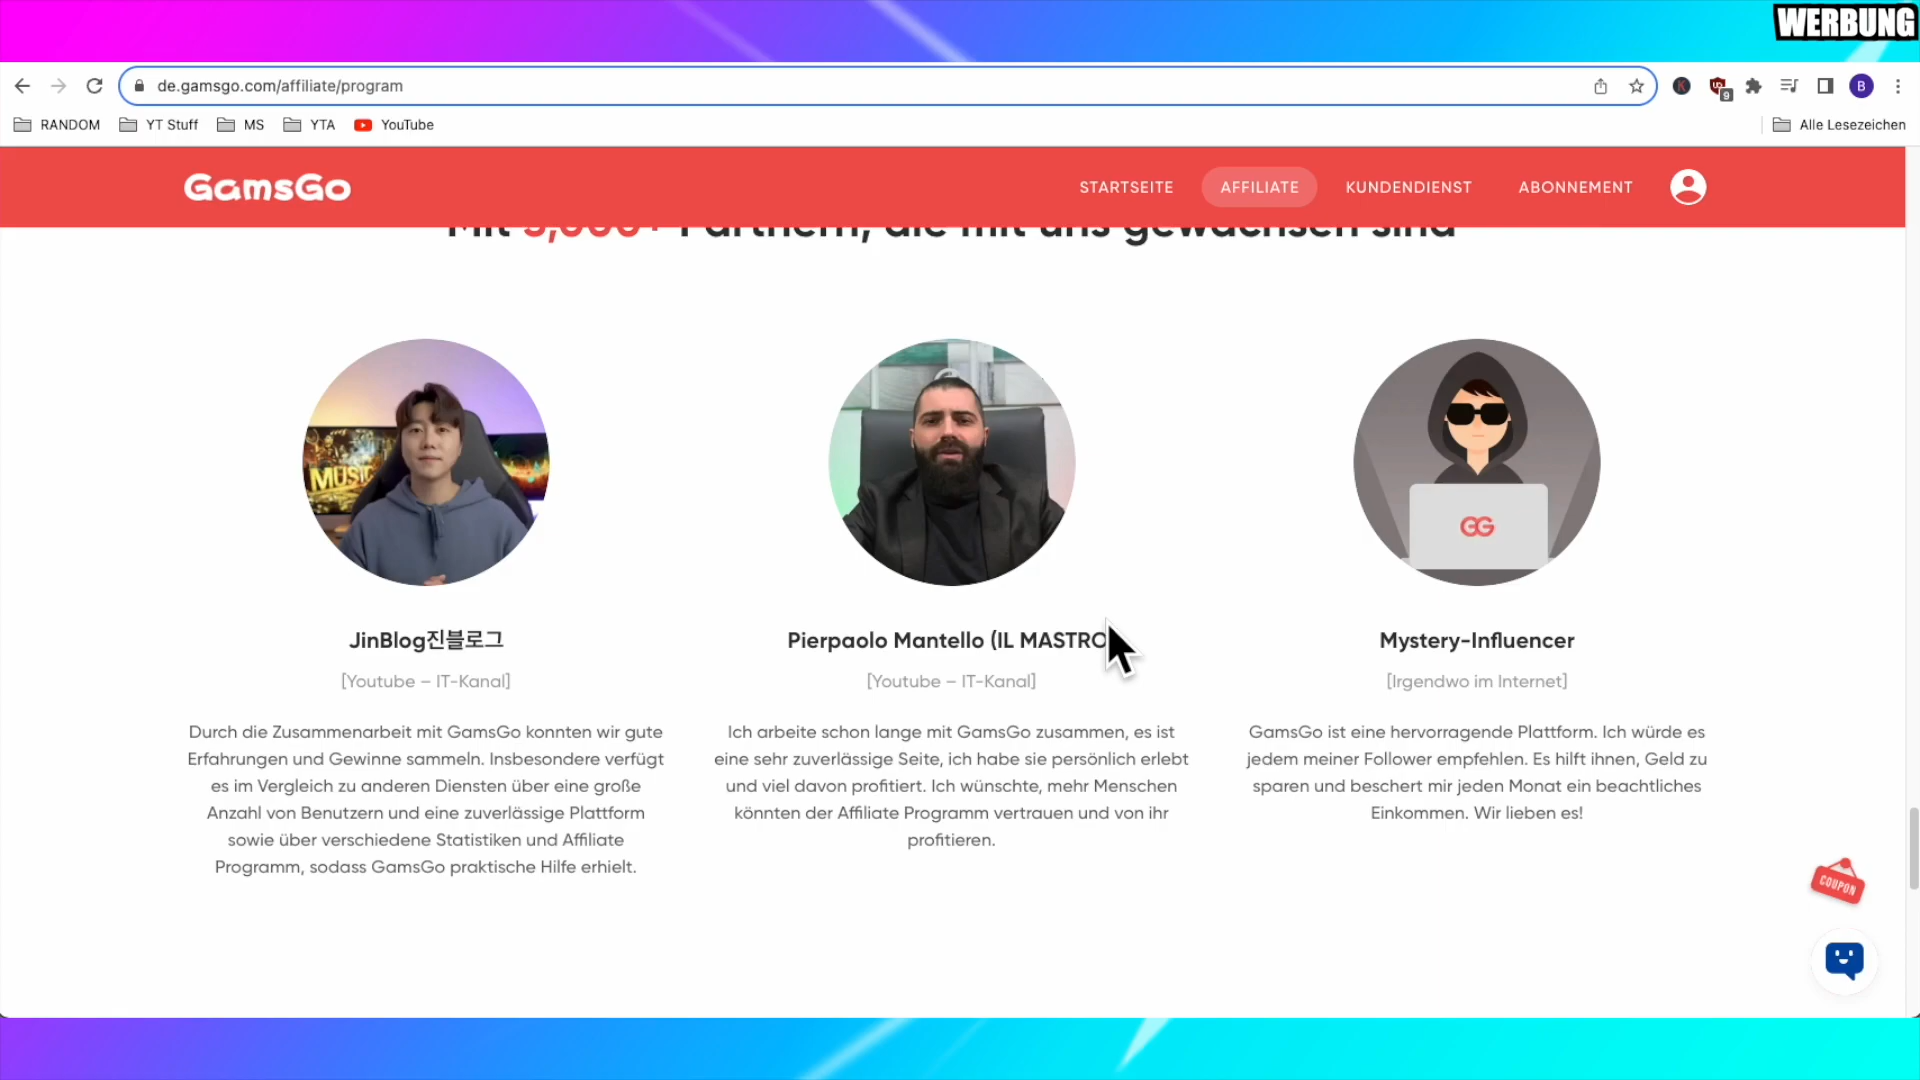 WERBUNG
de.gamsgo.com/affiliate/program
9
B
RANDOM
YT Stuff
MS
YTA
YouTube
Alle Lesezeichen
GamsGo
STARTSEITE
AFFILIATE
KUNDENDIENST
ABONNEMENT
Mit 5,000+ Partnern, die mit uns gewachsen sind
MUSIC
GG
JinBlog진블로그
Pierpaolo Mantello (IL MASTRO
Mystery-Influencer
[Youtube – IT-Kanal]
[Youtube – IT-Kanal]
[Irgendwo im Internet]
Durch die Zusammenarbeit mit GamsGo konnten wir gute
Erfahrungen und Gewinne sammeln. Insbesondere verfügt
es im Vergleich zu anderen Diensten über eine große
Anzahl von Benutzern und eine zuverlässige Plattform
sowie über verschiedene Statistiken und Affiliate
Programm, sodass GamsGo praktische Hilfe erhielt.
Ich arbeite schon lange mit GamsGo zusammen, es ist
eine sehr zuverlässige Seite, ich habe sie persönlich erlebt
und viel davon profitiert. Ich wünschte, mehr Menschen
könnten der Affiliate Programm vertrauen und von ihr
profitieren.
GamsGo ist eine hervorragende Plattform. Ich würde es
jedem meiner Follower empfehlen. Es hilft ihnen, Geld zu
sparen und beschert mir jeden Monat ein beachtliches
Einkommen. Wir lieben es!
COUPON